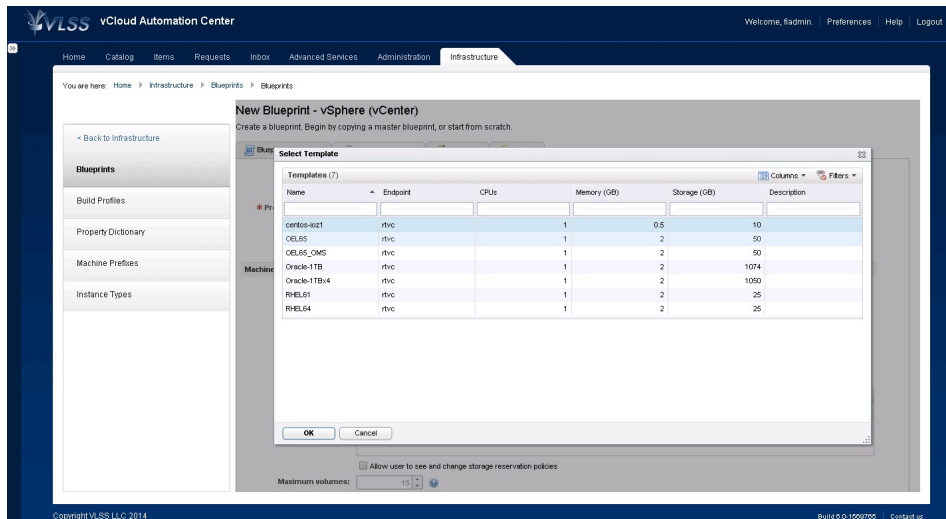 VLSS vCloud Automation Center
Welcome, fiadmin. Preferences Help Logout
Home Catalog Items Requests Inbox Advanced Services Administration Infrastructure
You are here: Home Infrastructure Blueprints Blueprints
New Blueprint - vSphere (vCenter)
Create a blueprint. Begin by copying a master blueprint, or start from scratch.
< Back to Infrastructure
Blueprints
Build Profiles
Property Dictionary
Machine Prefixes
Instance Types
Select Template
Templates (7) Columns Filters
Name Endpoint CPUs Memory (GB) Storage (GB) Description
centos-ioz1 rtvc 1 0.5 10
OEL65 rtvc 1 2 50
OEL65_OMS rtvc 1 2 50
Oracle-1TB rtvc 1 2 1074
Oracle-1TBx4 rtvc 1 2 1050
RHEL61 rtvc 1 2 25
RHEL64 rtvc 1 2 25
Machine
OK Cancel
Allow user to see and change storage reservation policies
Maximum volumes: 15
Copyright VLSS LLC 2014
Build 6.0-1569765 Contact us